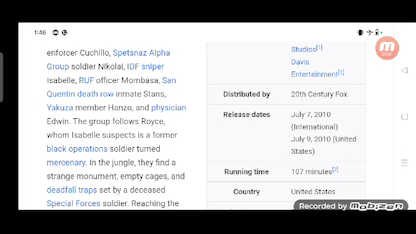 1:46
enforcer Cuchillo, Spetsnaz Alpha
Group soldier Nikolai, IDF sniper
Isabelle, RUF officer Mombasa, San
Quentin death row inmate Stans,
Yakuza member Hanzo, and physician
Edwin. The group follows Royce,
whom Isabelle suspects is a former
black operations soldier turned
mercenary. In the jungle, they find a
strange monument, empty cages, and
deadfall traps set by a deceased
Special Forces soldier. Reaching the
Studios[1]
Davis
Entertainment[1]
Distributed by 20th Century Fox
Release dates July 7, 2010
(International)
July 9, 2010 (United
States)
Running time 107 minutes[2]
Country United States
Recorded by Mobizen